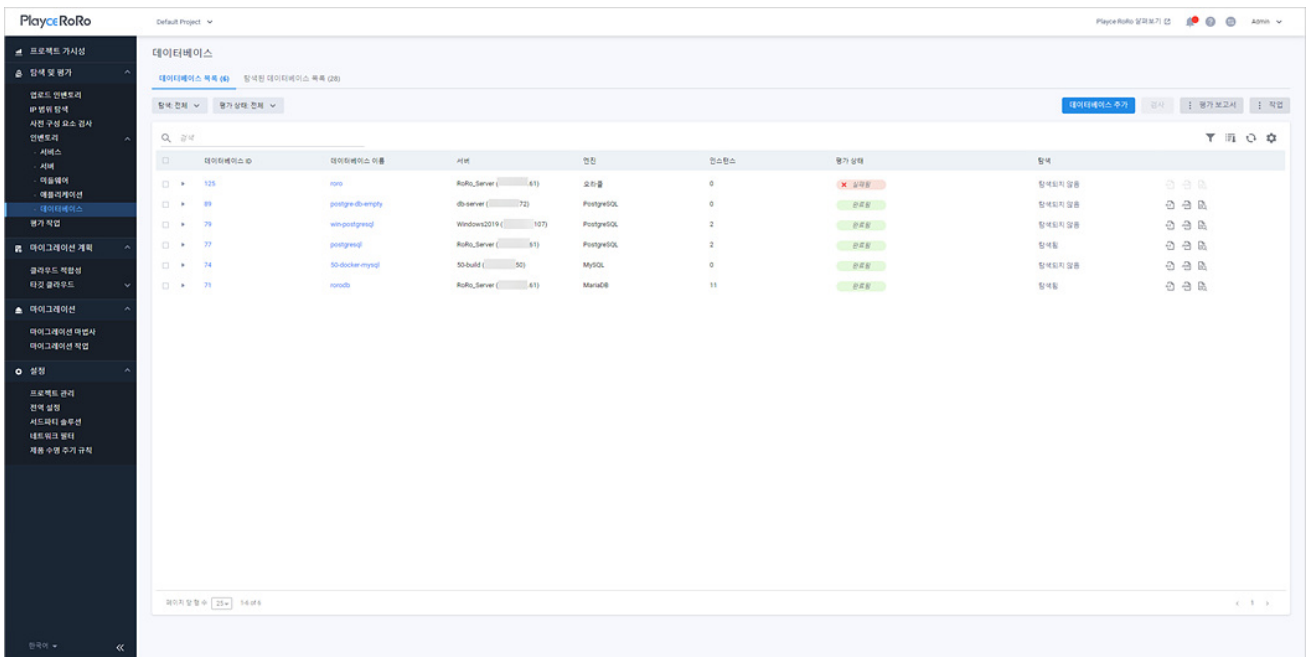 Playce RoRo
Default Project
Playce RoRo 살펴보기
Admin
프로젝트 가시성
탐색 및 평가
업로드 인벤토리
IP 범위 탐색
사전 구성 요소 검사
인벤토리
- 서비스
- 서버
- 미들웨어
- 애플리케이션
- 데이터베이스
평가 작업
마이그레이션 계획
클라우드 적합성
타깃 클라우드
마이그레이션
마이그레이션 마법사
마이그레이션 작업
설정
프로젝트 관리
전역 설정
서드파티 솔루션
네트워크 필터
제품 수명 주기 규칙
한국어
데이터베이스
데이터베이스 목록 (6) 탐색된 데이터베이스 목록 (28)
탐색: 전체 평가 상태: 전체
데이터베이스 추가 검사 평가 보고서 작업
검색
데이터베이스 ID 데이터베이스 이름 서버 엔진 인스턴스 평가 상태 탐색
125 roro RoRo_Server ( .61) 오라클 0 실패됨 탐색되지 않음
89 postgre-db-empty db-server ( 72) PostgreSQL 0 완료됨 탐색되지 않음
79 win-postgresql Windows2019 ( 107) PostgreSQL 2 완료됨 탐색되지 않음
77 postgresql RoRo_Server ( 61) PostgreSQL 2 완료됨 탐색됨
74 50-docker-mysql 50-build ( 50) MySQL 0 완료됨 탐색되지 않음
71 rorodb RoRo_Server ( .61) MariaDB 11 완료됨 탐색됨
페이지 당 행 수 25 1-6 of 6
1